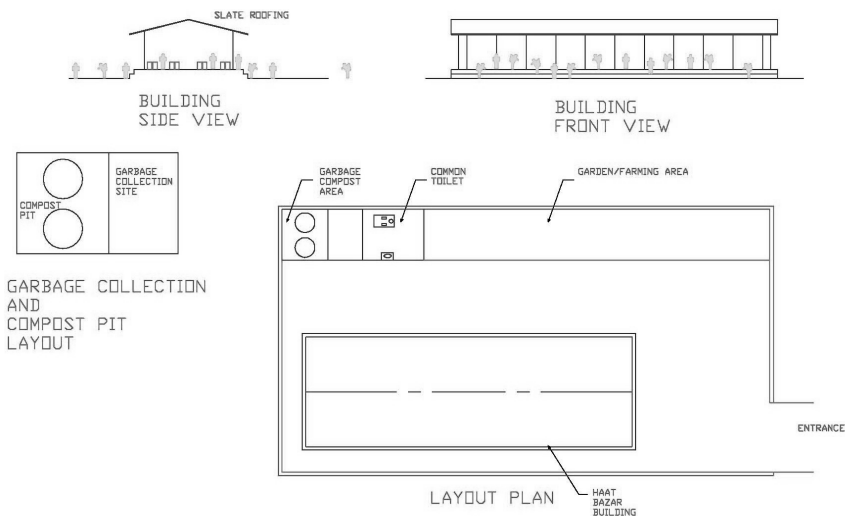 SLATE ROOFING
BUILDING
SIDE VIEW
BUILDING
FRONT VIEW
GARBAGE
COLLECTION
SITE
COMPOST
PIT
GARBAGE COLLECTION
AND
COMPOST PIT
LAYOUT
GARBAGE
COMPOST
AREA
COMMON
TOILET
GARDEN/FARMING AREA
ENTRANCE
LAYOUT PLAN
HAAT
BAZAR
BUILDING